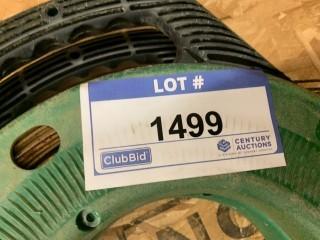 LOT #
1499
ClubBid
CENTURY
AUCTIONS